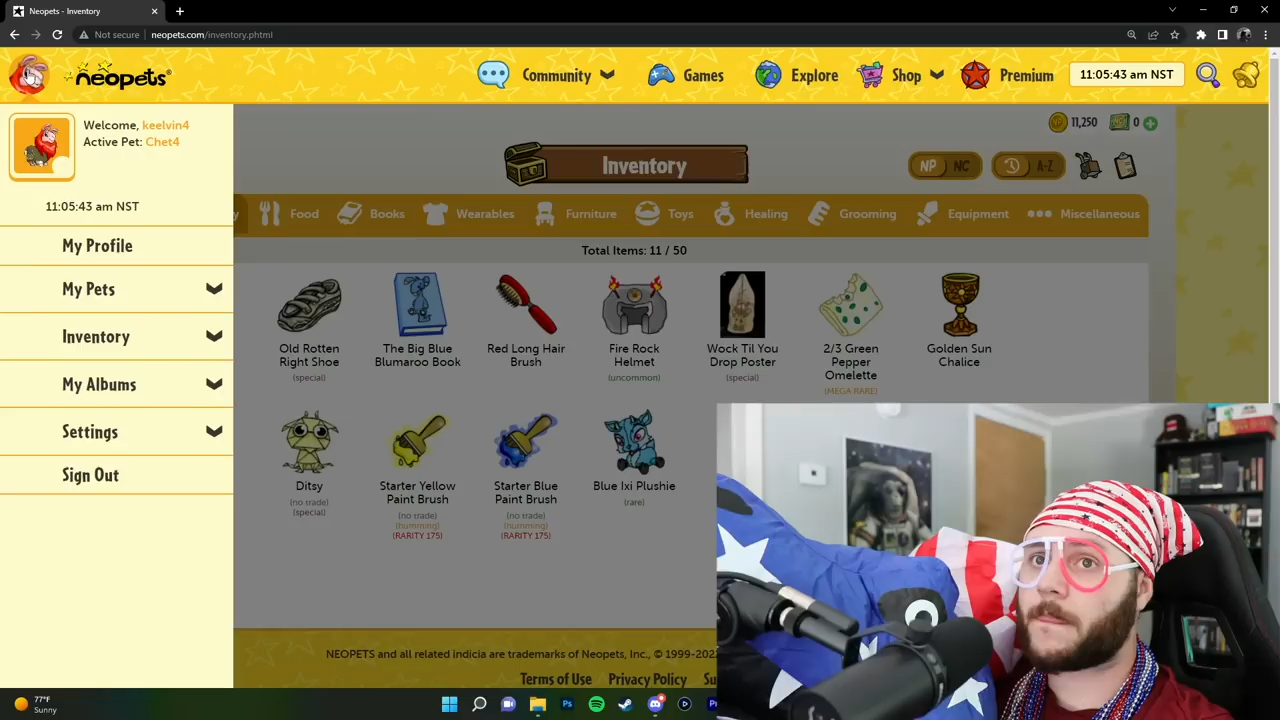 Neopets - Inventory
Not secure neopets.com/inventory.phtml
neopets
Community Games Explore Shop Premium 11:05:43 am NST
Welcome, keelvin4
Active Pet: Chet4
11:05:43 am NST
My Profile
My Pets
Inventory
My Albums
Settings
Sign Out
11,250 0
Inventory
NP NC A-Z
Food Books Wearables Furniture Toys Healing Grooming Equipment Miscellaneous
Total Items: 11 / 50
Old Rotten
Right Shoe
(special)
The Big Blue
Blumaroo Book
Red Long Hair
Brush
Fire Rock
Helmet
(uncommon)
Wock Til You
Drop Poster
(special)
2/3 Green
Pepper
Omelette
(MEGA RARE)
Golden Sun
Chalice
Ditsy
(no trade)
(special)
Starter Yellow
Paint Brush
(no trade)
(humming)
(RARITY 175)
Starter Blue
Paint Brush
(no trade)
(humming)
(RARITY 175)
Blue Ixi Plushie
(rare)
NEOPETS and all related indicia are trademarks of Neopets, Inc., © 1999-202
Terms of Use Privacy Policy Su
77°F
Sunny